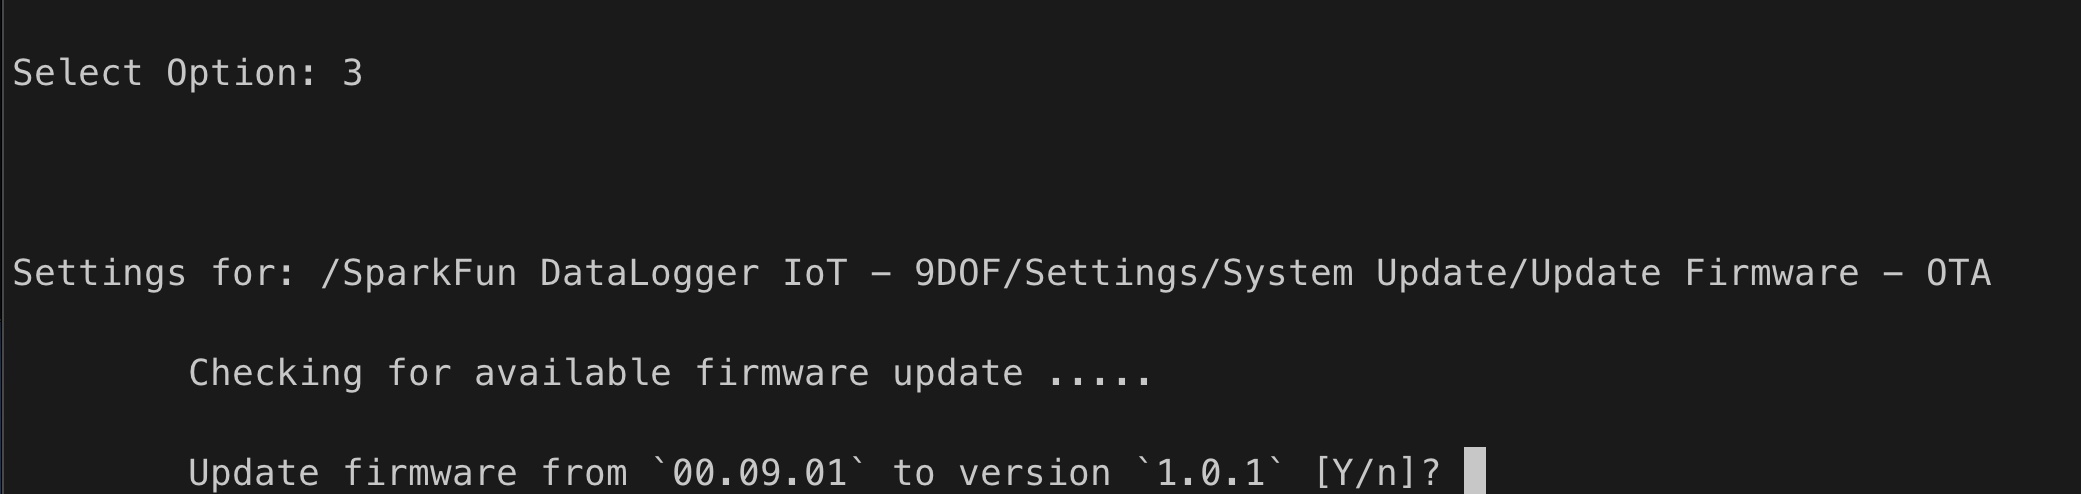 Select Option: 3
Settings for: /SparkFun DataLogger IoT – 9DOF/Settings/System Update/Update Firmware – OTA
Checking for available firmware update .....
Update firmware from `00.09.01` to version `1.0.1` [Y/n]?